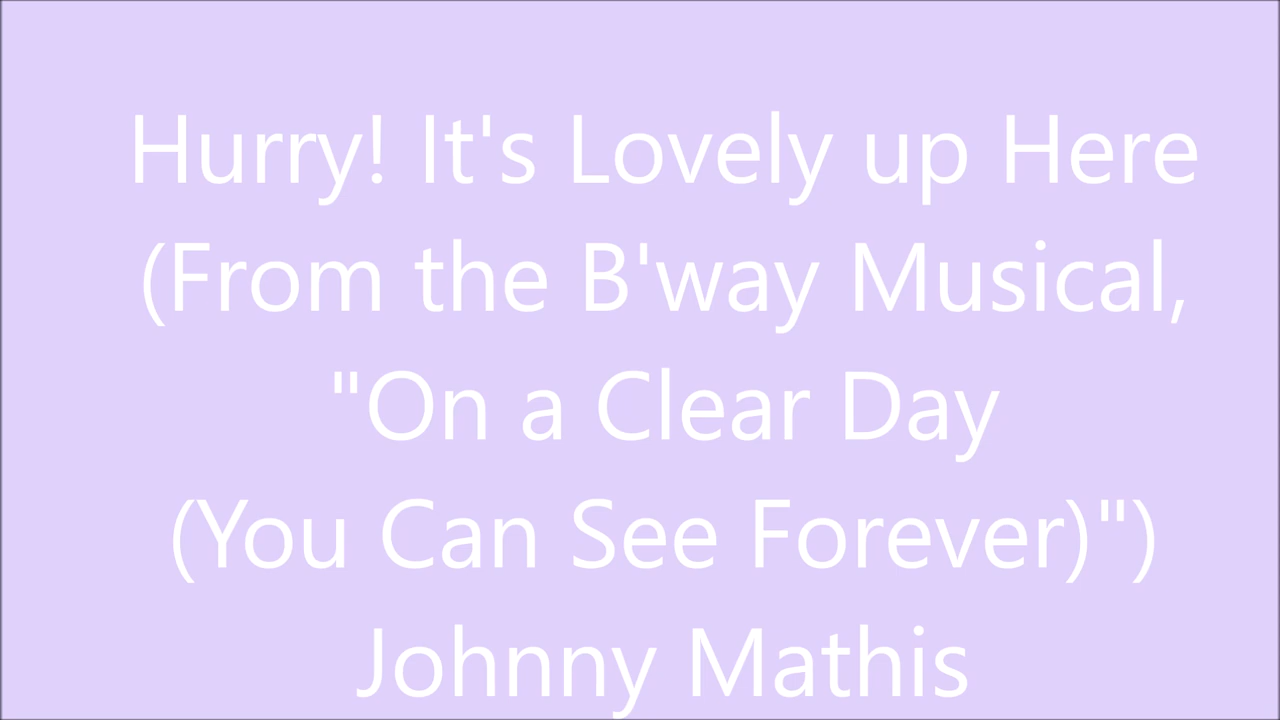 Hurry! It's Lovely up Here
(From the B'way Musical,
"On a Clear Day
(You Can See Forever)")
Johnny Mathis